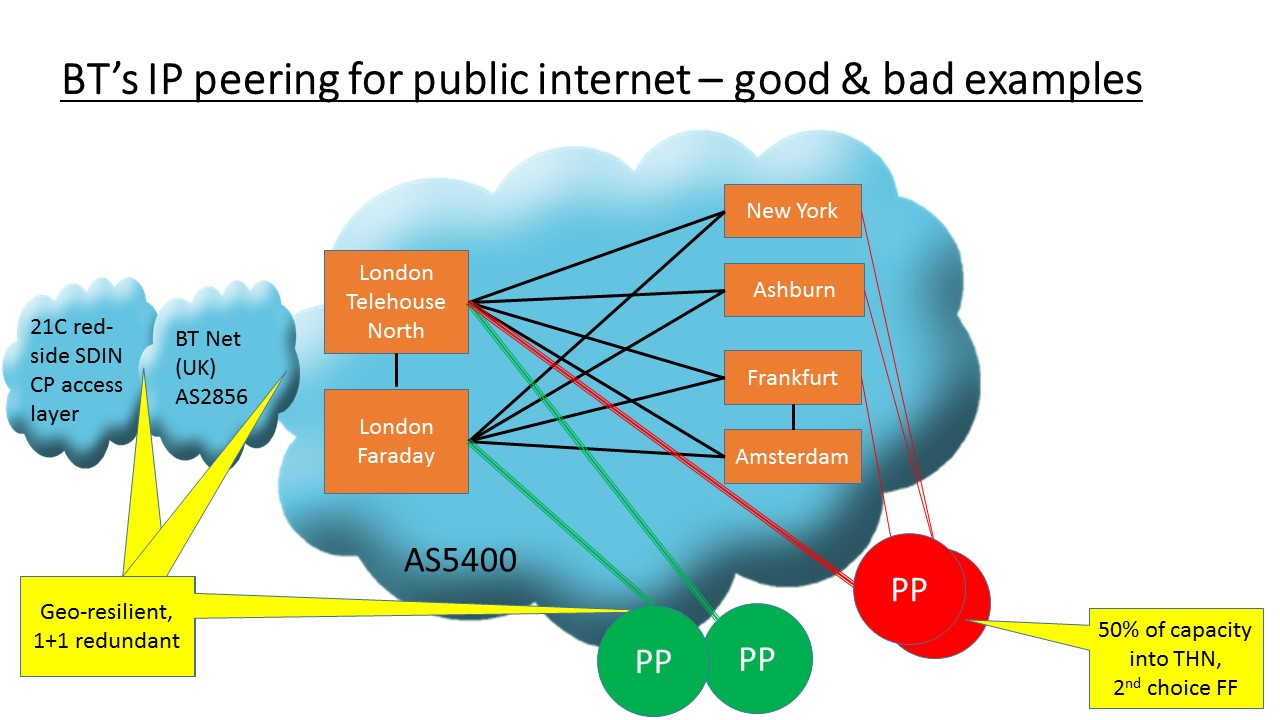 BT’s IP peering for public internet – good & bad examples
New York
London
Telehouse
North
Ashburn
21C red-
side SDIN
CP access
layer
BT Net
(UK)
AS2856
Frankfurt
London
Faraday
Amsterdam
AS5400
Geo-resilient,
1+1 redundant
PP
PP
PP
50% of capacity
into THN,
2nd choice FF